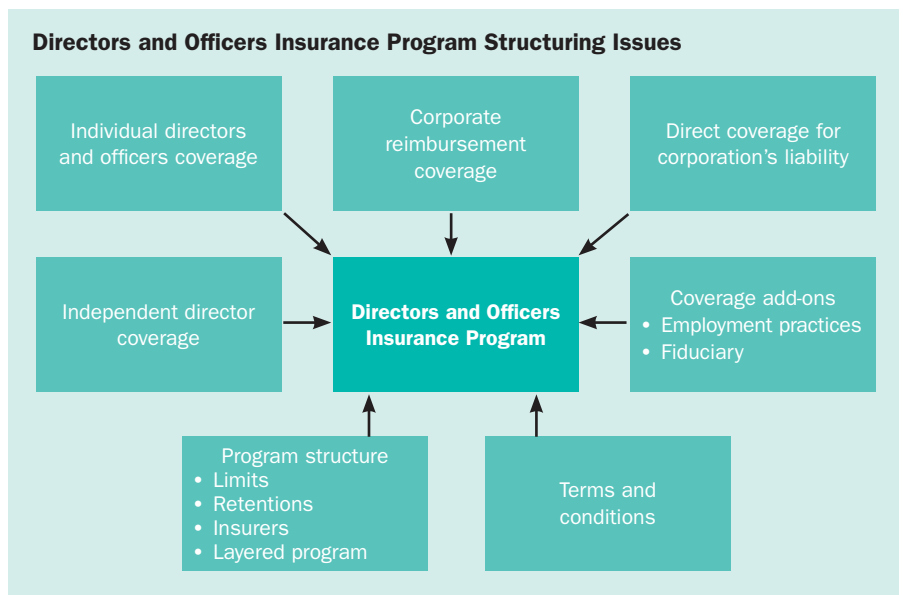 Directors and Officers Insurance Program Structuring Issues
Individual directors
and officers coverage
Corporate
reimbursement
coverage
Direct coverage for
corporation’s liability
Independent director
coverage
Directors and Officers
Insurance Program
Coverage add-ons
• Employment practices
• Fiduciary
Program structure
• Limits
• Retentions
• Insurers
• Layered program
Terms and
conditions